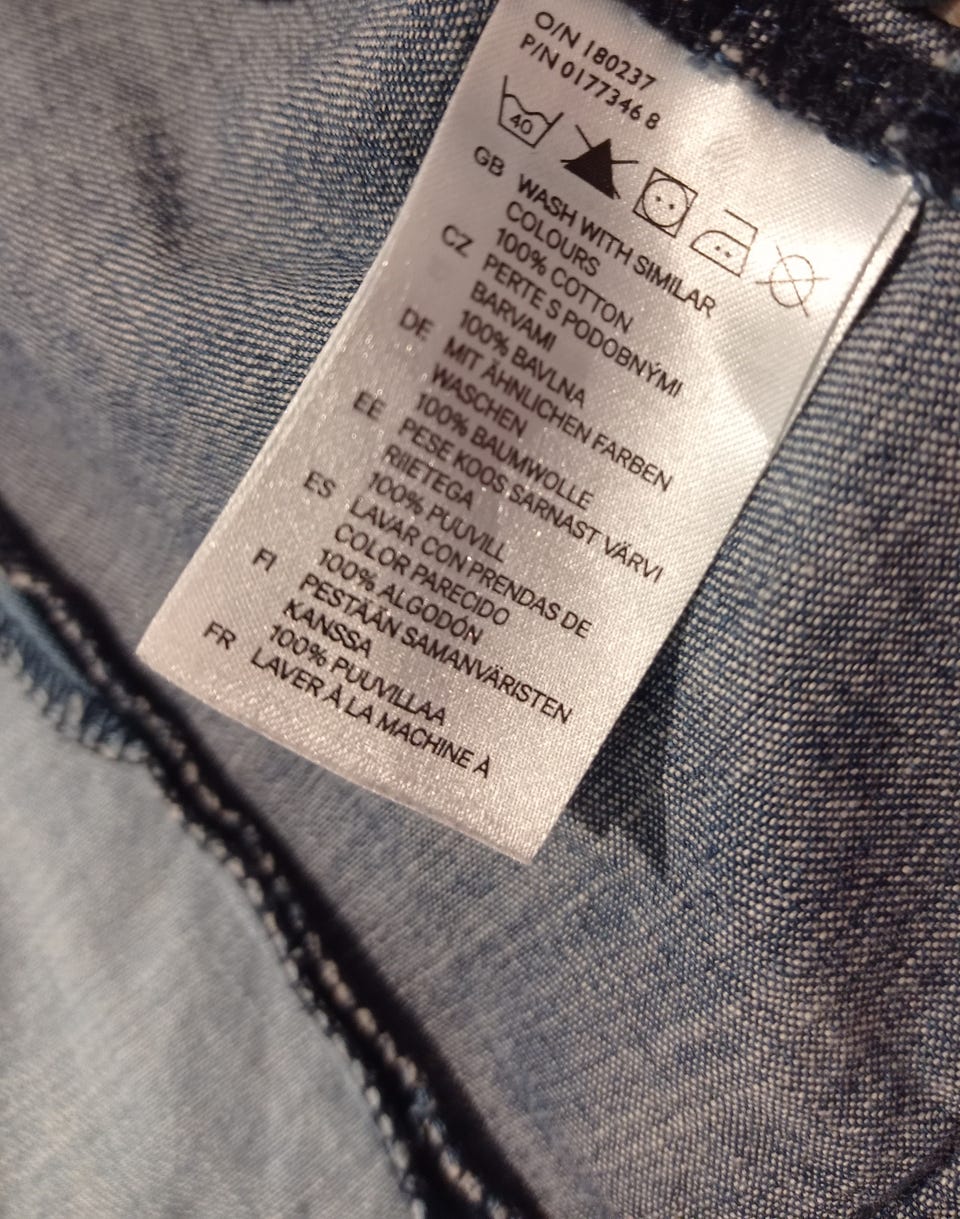 O/N 180237
P/N 0177346 8
40
GB WASH WITH SIMILAR
COLOURS
100% COTTON
CZ PERTE S PODOBNÝMI
BARVAMI
100% BAVLNA
DE MIT ÄHNLICHEN FARBEN
WASCHEN
100% BAUMWOLLE
EE PESE KOOS SARNAST VÄRVI
RIIETEGA
100% PUUVILL
ES LAVAR CON PRENDAS DE
COLOR PARECIDO
100% ALGODÓN
FI PESTÄÄN SAMANVÄRISTEN
KANSSA
100% PUUVILLAA
FR LAVER À LA MACHINE À